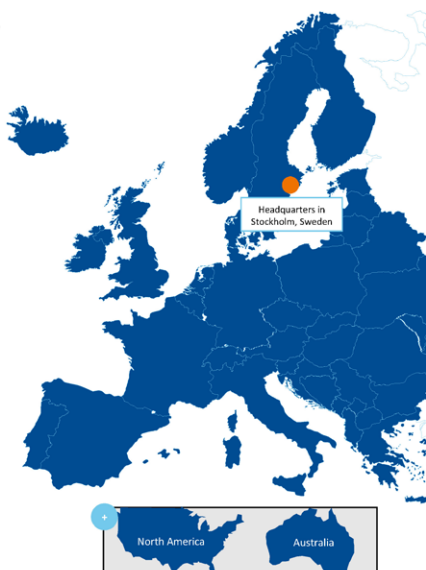 Headquarters in
Stockholm, Sweden
+
North America
Australia